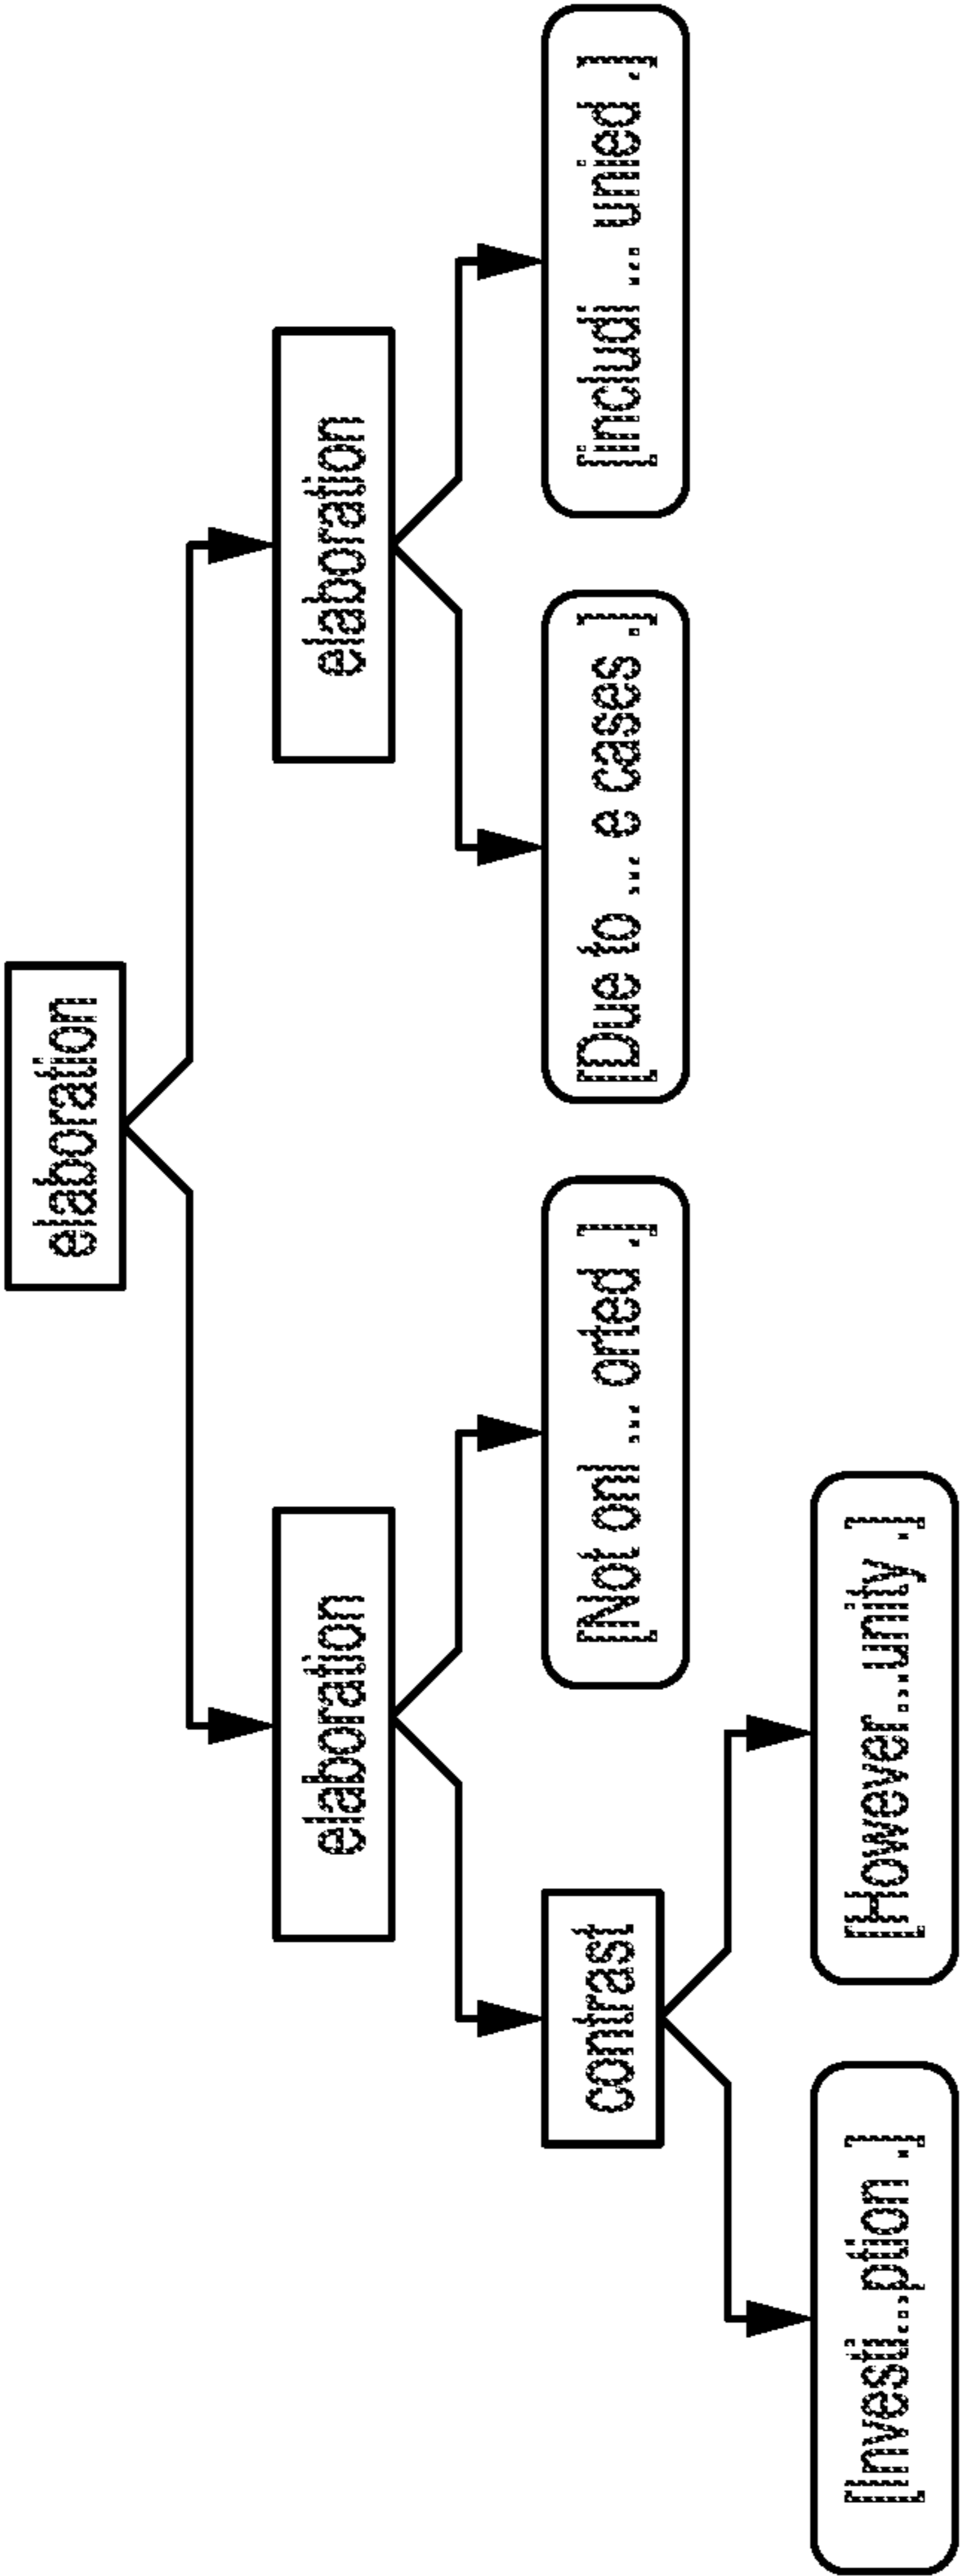 elaboration
elaboration
elaboration
contrast
[Not onl ... orted .]
[Due to ... e cases .]
[includi ... unied .]
[Investi...ption .]
[However...unity .]